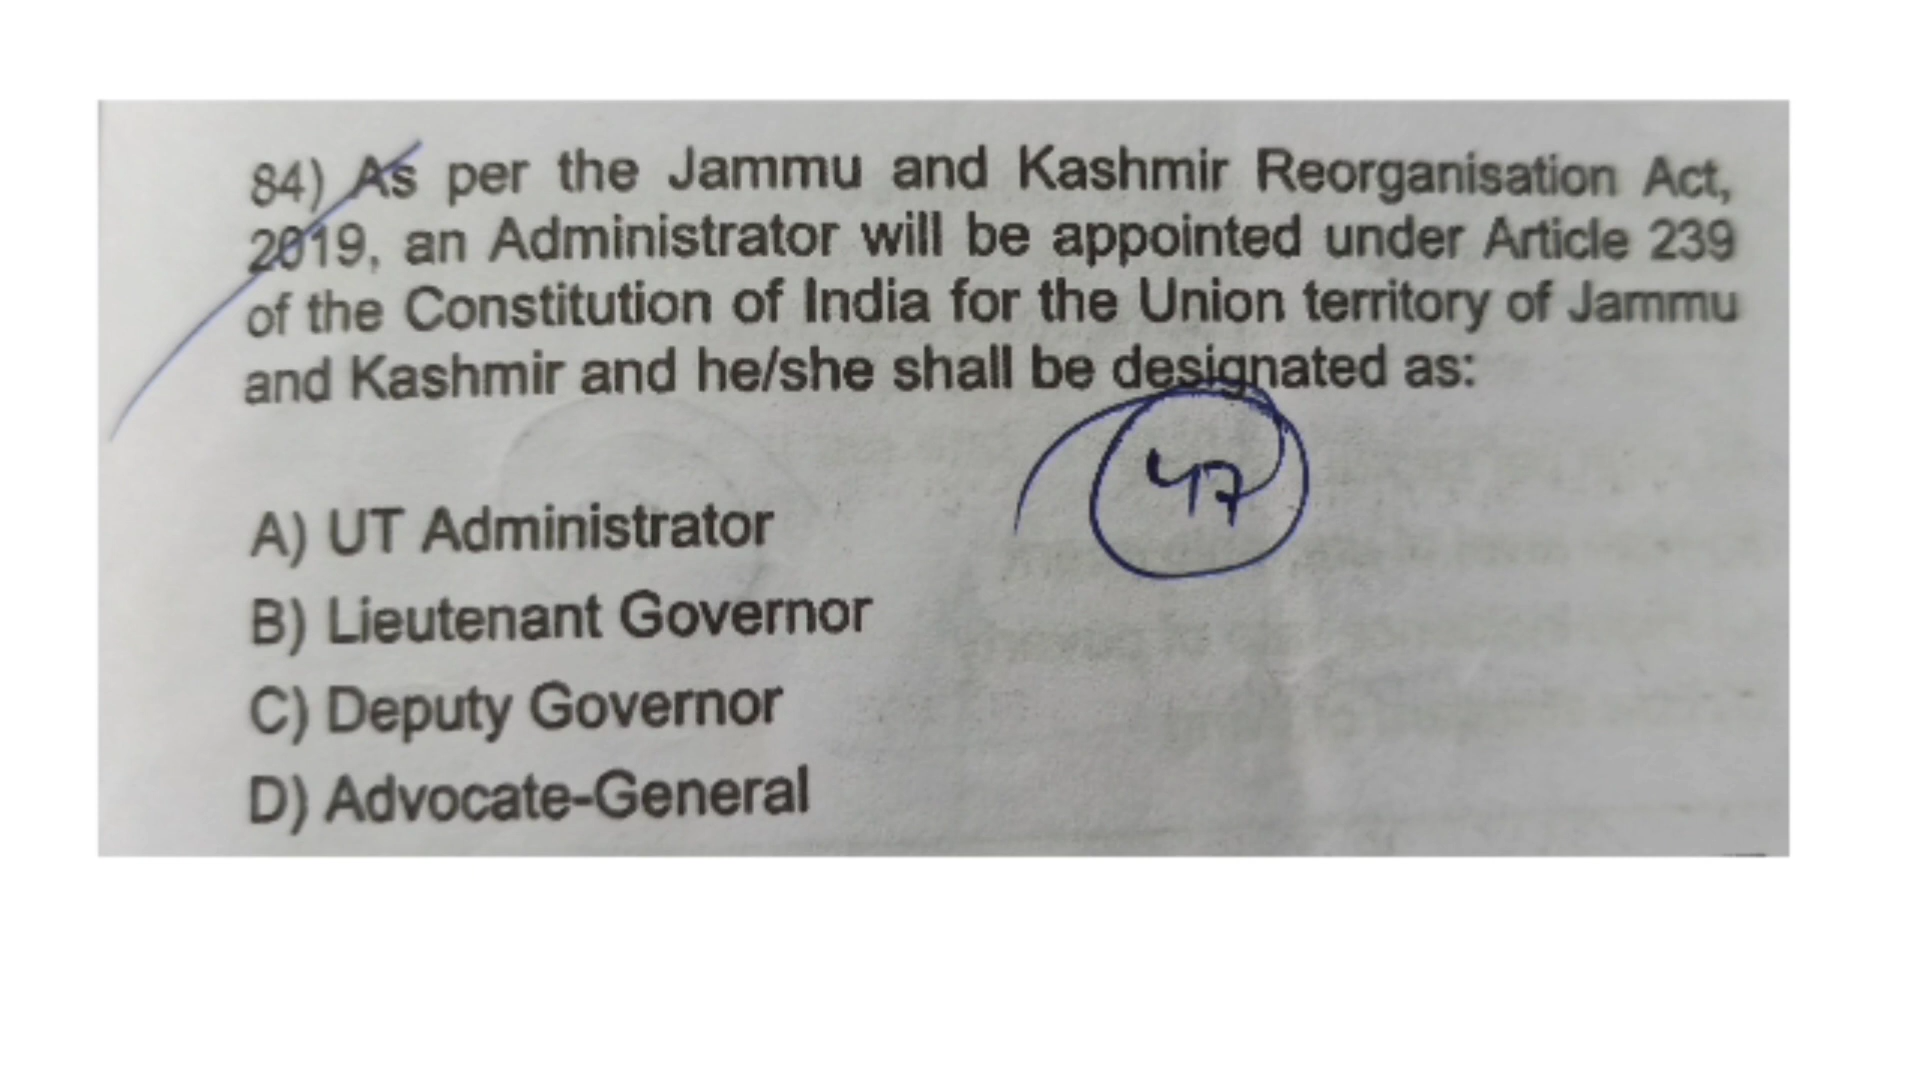 84) As per the Jammu and Kashmir Reorganisation Act,
2019, an Administrator will be appointed under Article 239
of the Constitution of India for the Union territory of Jammu
and Kashmir and he/she shall be designated as:
47
A) UT Administrator
B) Lieutenant Governor
C) Deputy Governor
D) Advocate-General